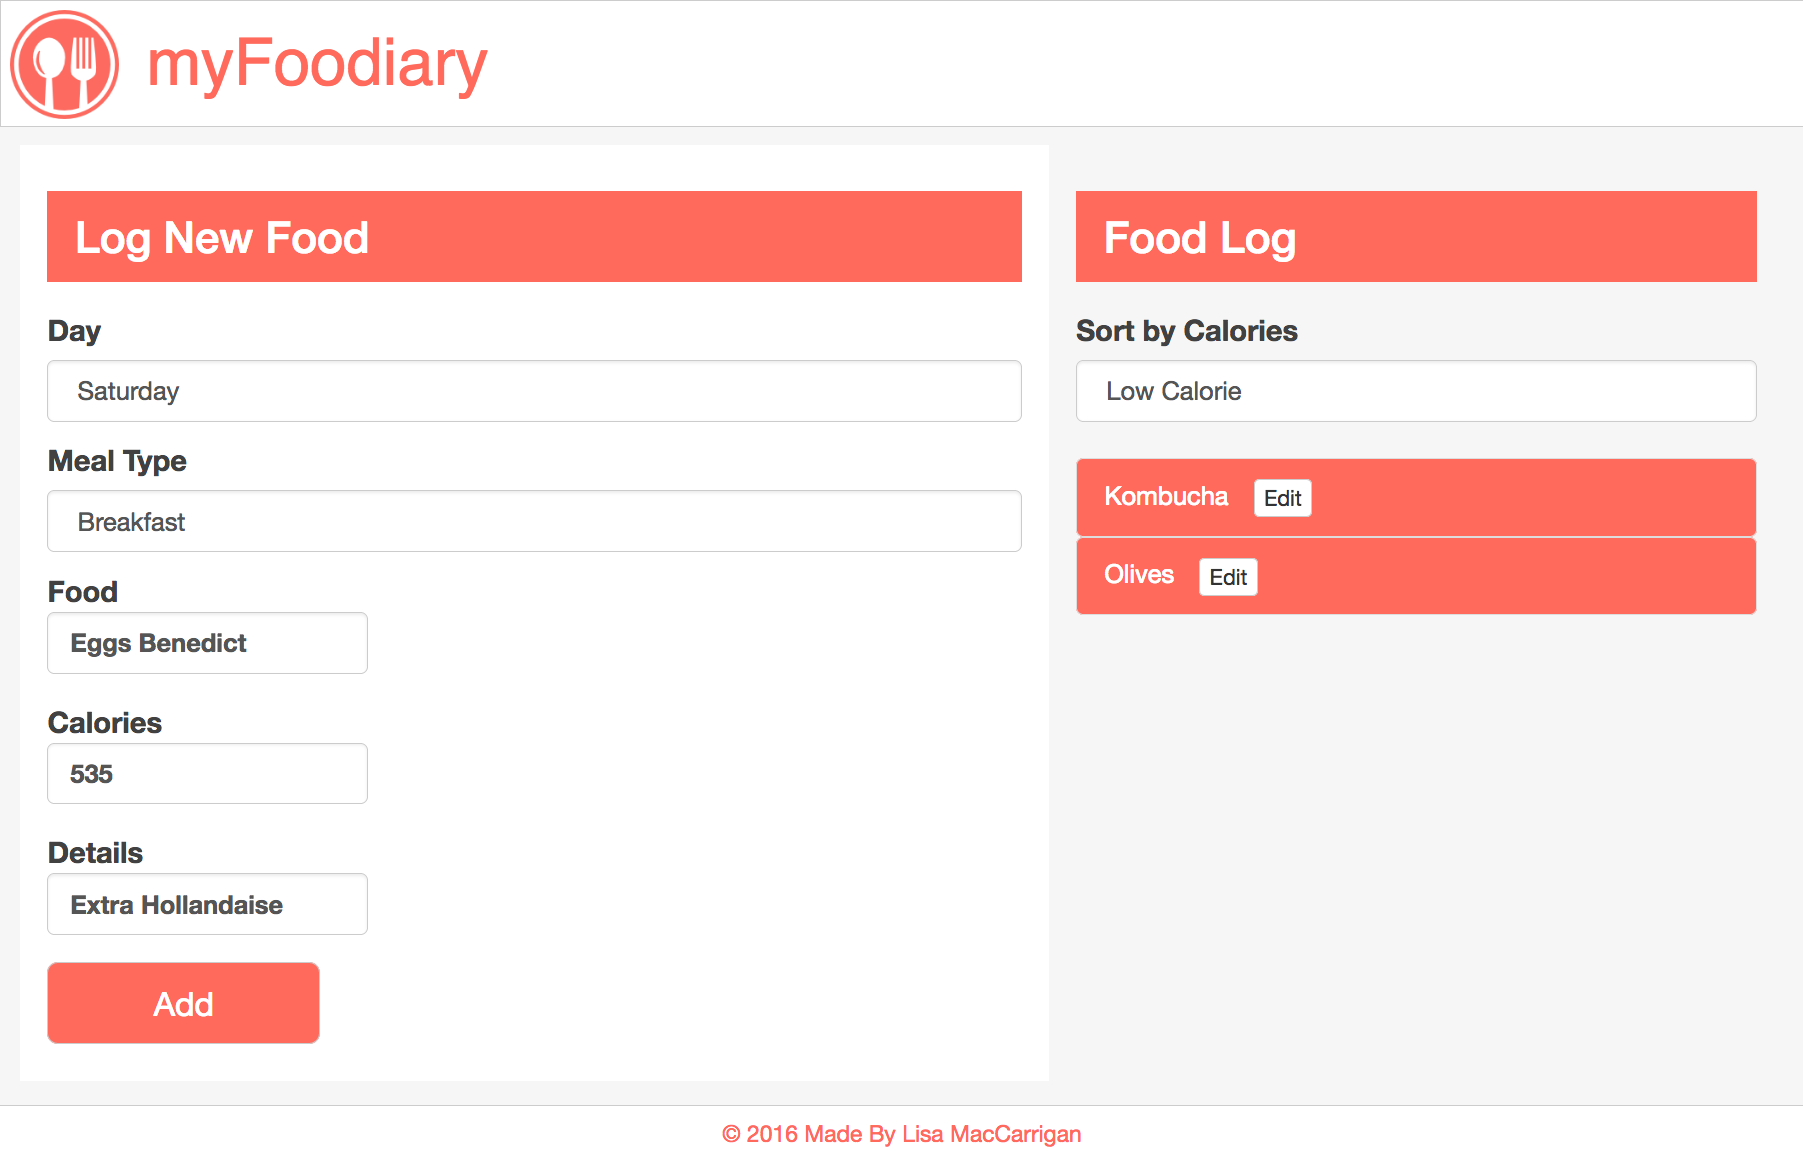 myFoodiary
Log New Food
Day
Saturday
Meal Type
Breakfast
Food
Eggs Benedict
Calories
535
Details
Extra Hollandaise
Add
Food Log
Sort by Calories
Low Calorie
Kombucha Edit
Olives Edit
© 2016 Made By Lisa MacCarrigan